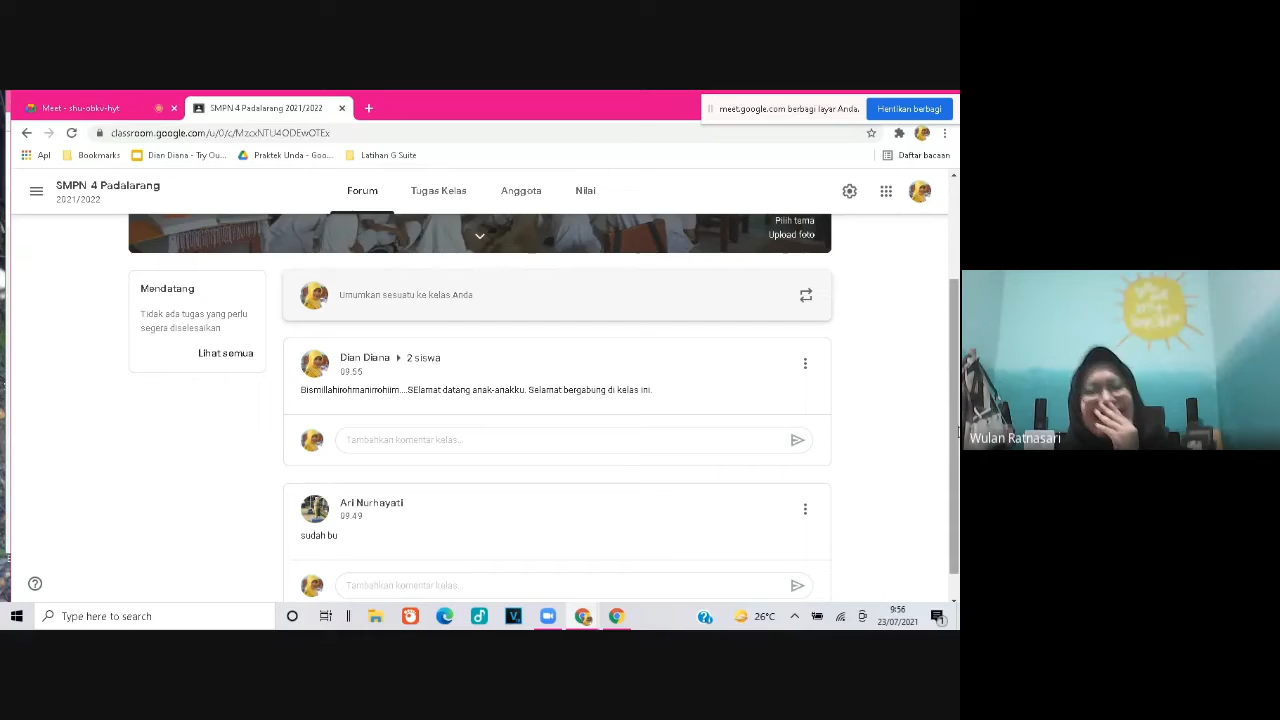 Meet - shu-obkv-hyt
SMPN 4 Padalarang 2021/2022
meet.google.com berbagi layar Anda.
Hentikan berbagi
classroom.google.com/u/0/c/MzcxNTU4ODEwOTEx
Apl
Bookmarks
Dian Diana - Try Ou...
Praktek Unda - Goo...
Latihan G Suite
Daftar bacaan
SMPN 4 Padalarang
2021/2022
Forum
Tugas Kelas
Anggota
Nilai
Pilih tema
Upload foto
Mendatang
Tidak ada tugas yang perlu
segera diselesaikan
Lihat semua
Umumkan sesuatu ke kelas Anda
Dian Diana 2 siswa
09.55
Bismillahirohmanirrohiim...SElamat datang anak-anakku. Selamat bergabung di kelas ini.
Tambahkan komentar kelas...
Ari Nurhayati
09.49
sudah bu
Tambahkan komentar kelas...
Wulan Ratnasari
Type here to search
26°C
9:56
23/07/2021